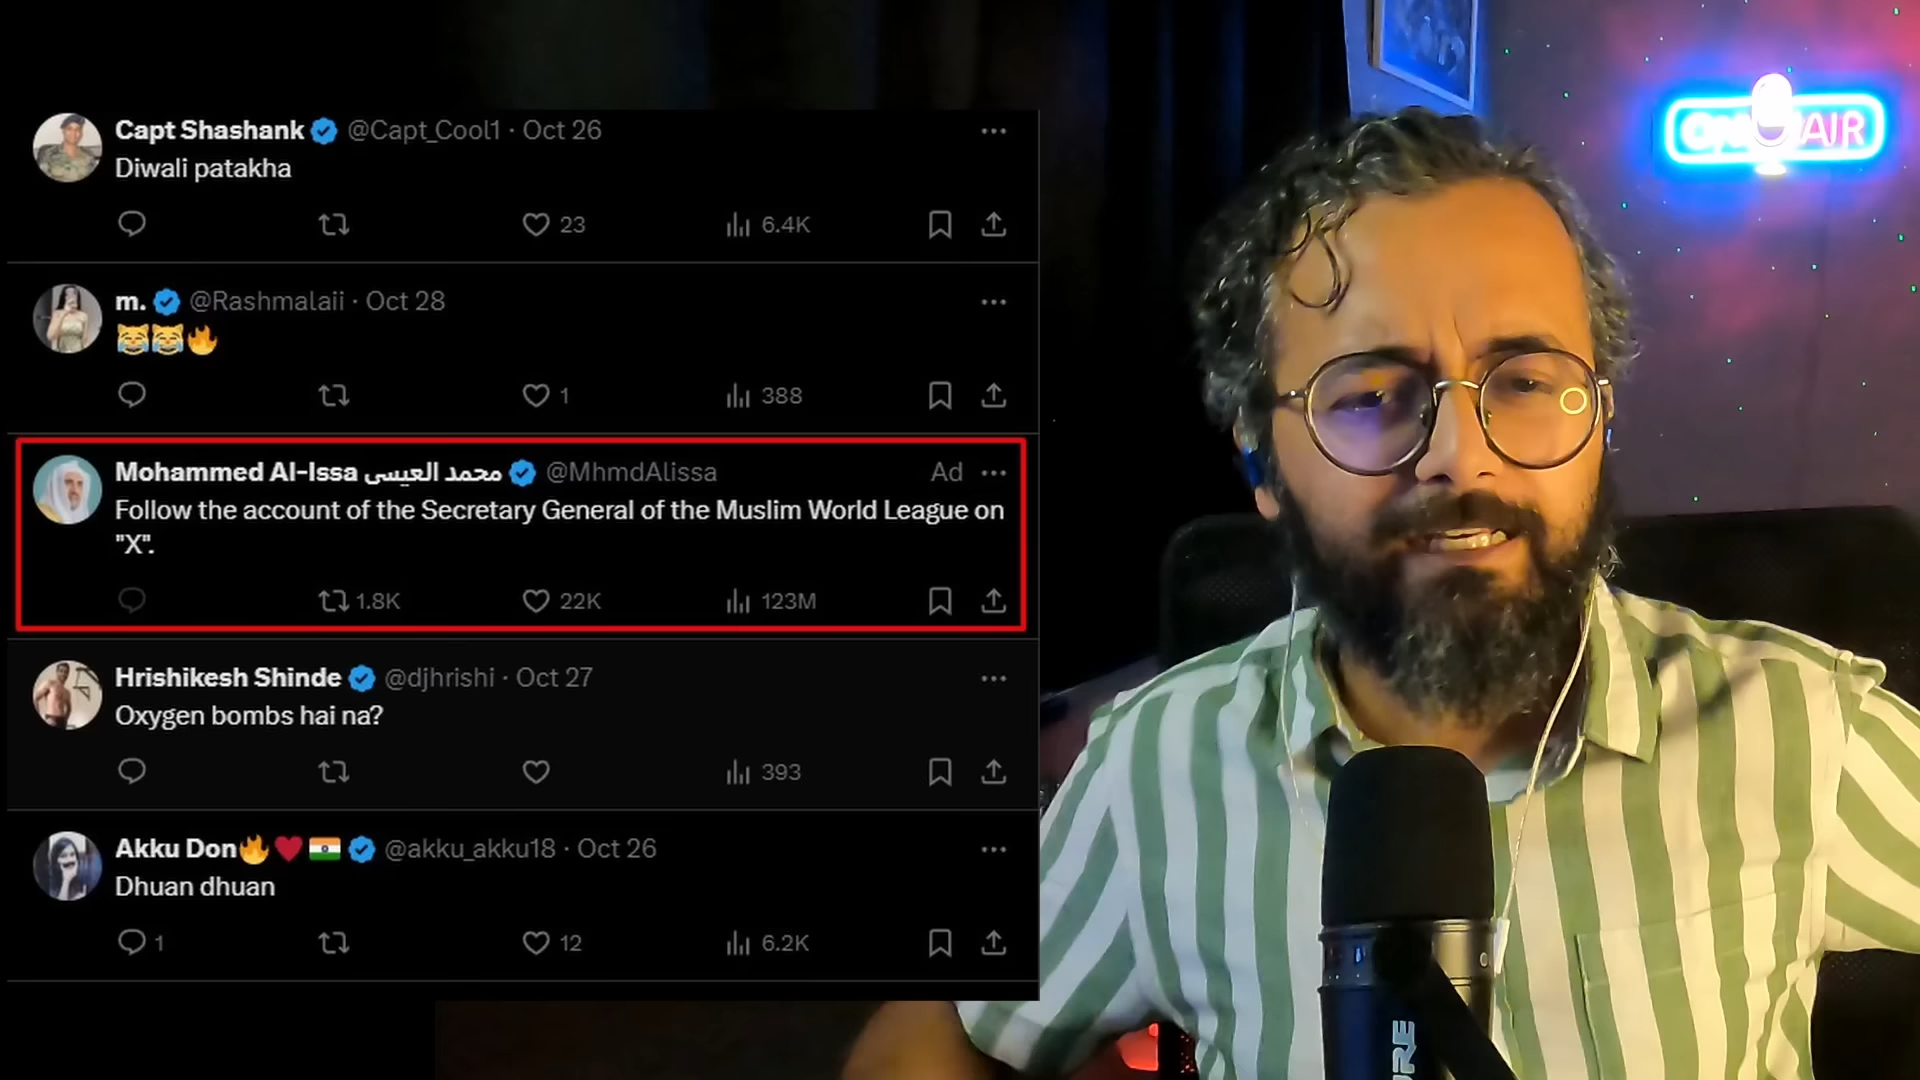 Capt Shashank @Capt_Cool1 · Oct 26
Diwali patakha
23 6.4K
m. @Rashmalaii · Oct 28
😹😹🔥
1 388
Mohammed Al-Issa محمد العيسى @MhmdAlissa Ad
Follow the account of the Secretary General of the Muslim World League on
"X".
1.8K 22K 123M
Hrishikesh Shinde @djhrishi · Oct 27
Oxygen bombs hai na?
393
Akku Don🔥❤️🇮🇳 @akku_akku18 · Oct 26
Dhuan dhuan
1 12 6.2K
AIR